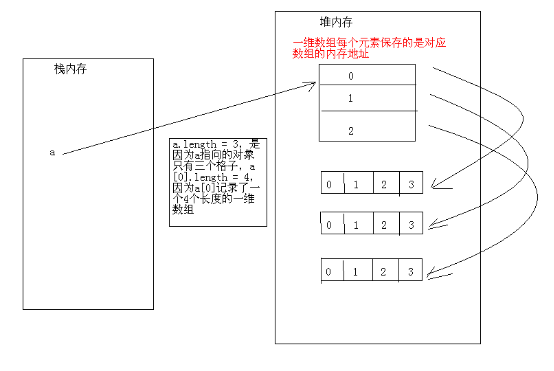 栈内存
堆内存
一维数组每个元素保存的是对应
数组的内存地址
0
1
2
a
a.length = 3, 是
因为a指向的对象
只有三个格子, a
[0].length = 4,
因为a[0]记录了一
个4个长度的一维
数组
0 1 2 3
0 1 2 3
0 1 2 3